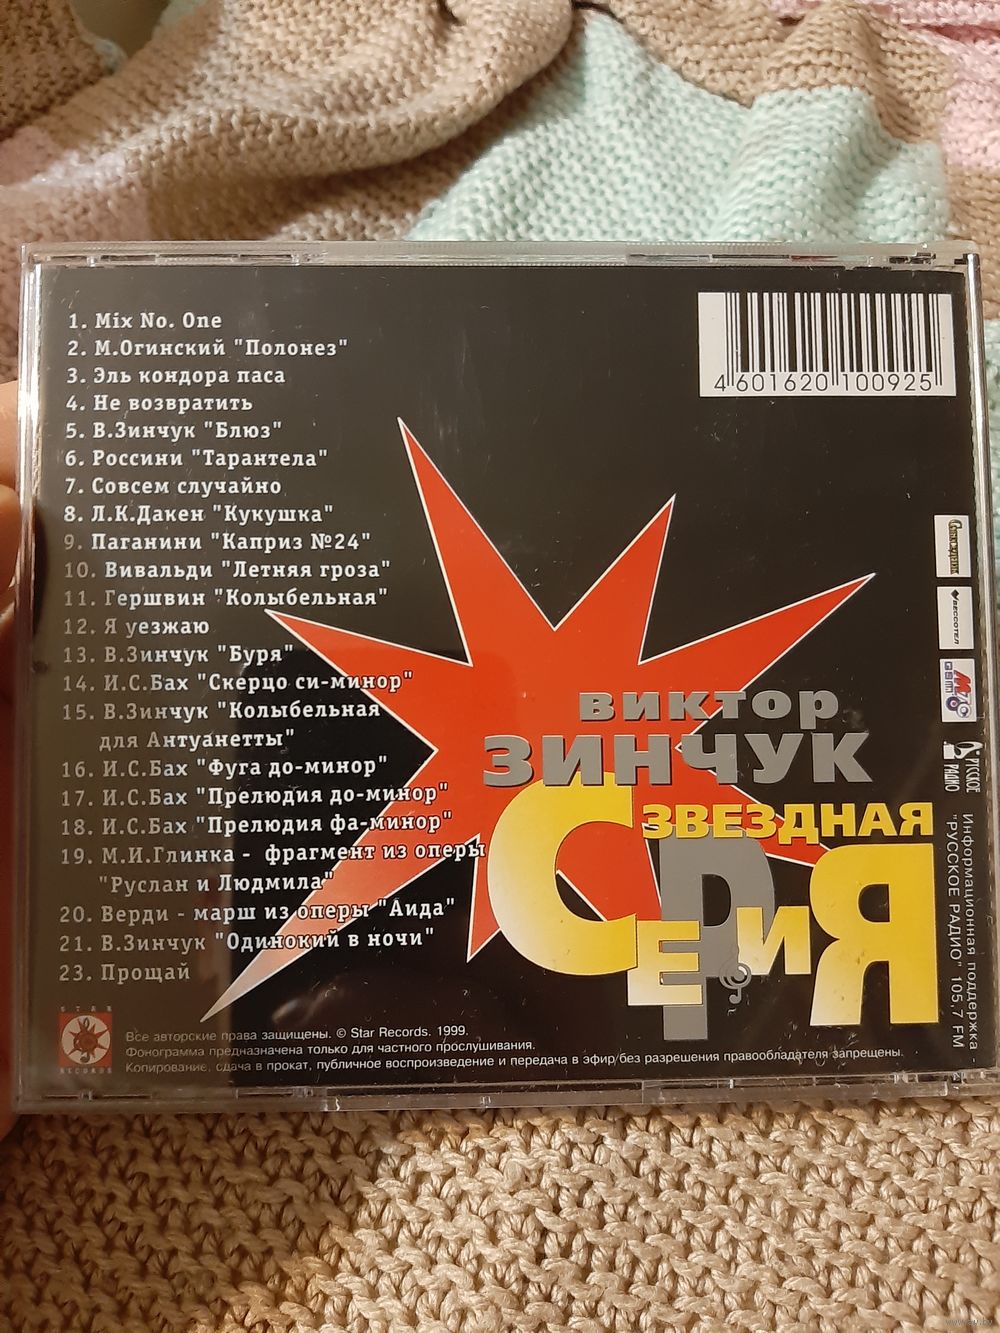 1. Mix No. One
2. М.Огинский "Полонез"
3. Эль кондора паса
4. Не возвратить
5. В.Зинчук "Блюз"
6. Россини "Тарантела"
7. Совсем случайно
8. Л.К.Дакен "Кукушка"
9. Паганини "Каприз №24"
10. Вивальди "Летняя гроза"
11. Гершвин "Колыбельная"
12. Я уезжаю
13. В.Зинчук "Буря"
14. И.С.Бах "Скерцо си-минор"
15. В.Зинчук "Колыбельная
для Антуанетты"
16. И.С.Бах "Фуга до-минор"
17. И.С.Бах "Прелюдия до-минор"
18. И.С.Бах "Прелюдия фа-минор"
19. М.И.Глинка - фрагмент из оперы
"Руслан и Людмила"
20. Верди - марш из оперы "Аида"
21. В.Зинчук "Одинокий в ночи"
23. Прощай
4 601620 100925
ВИКТОР
ЗИНЧУК
ЗВЕЗДНАЯ
СЕРИЯ
ВЕССОТЕЛ
GSM
РУССКОЕ
РАДИО
Информационная поддержка -
"РУССКОЕ РАДИО" 105,7 FM
STAR
RECORDS
Все авторские права защищены. © Star Records. 1999.
Фонограмма предназначена только для частного прослушивания.
Копирование, сдача в прокат, публичное воспроизведение и передача в эфир без разрешения правообладателя запрещены.